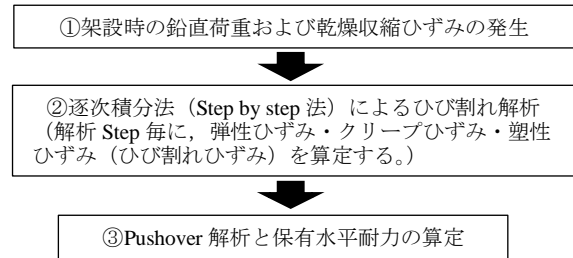 ①架設時の鉛直荷重および乾燥収縮ひずみの発生
②逐次積分法（Step by step 法）によるひび割れ解析
（解析 Step 毎に，弾性ひずみ・クリープひずみ・塑性
ひずみ（ひび割れひずみ）を算定する。）
③Pushover 解析と保有水平耐力の算定